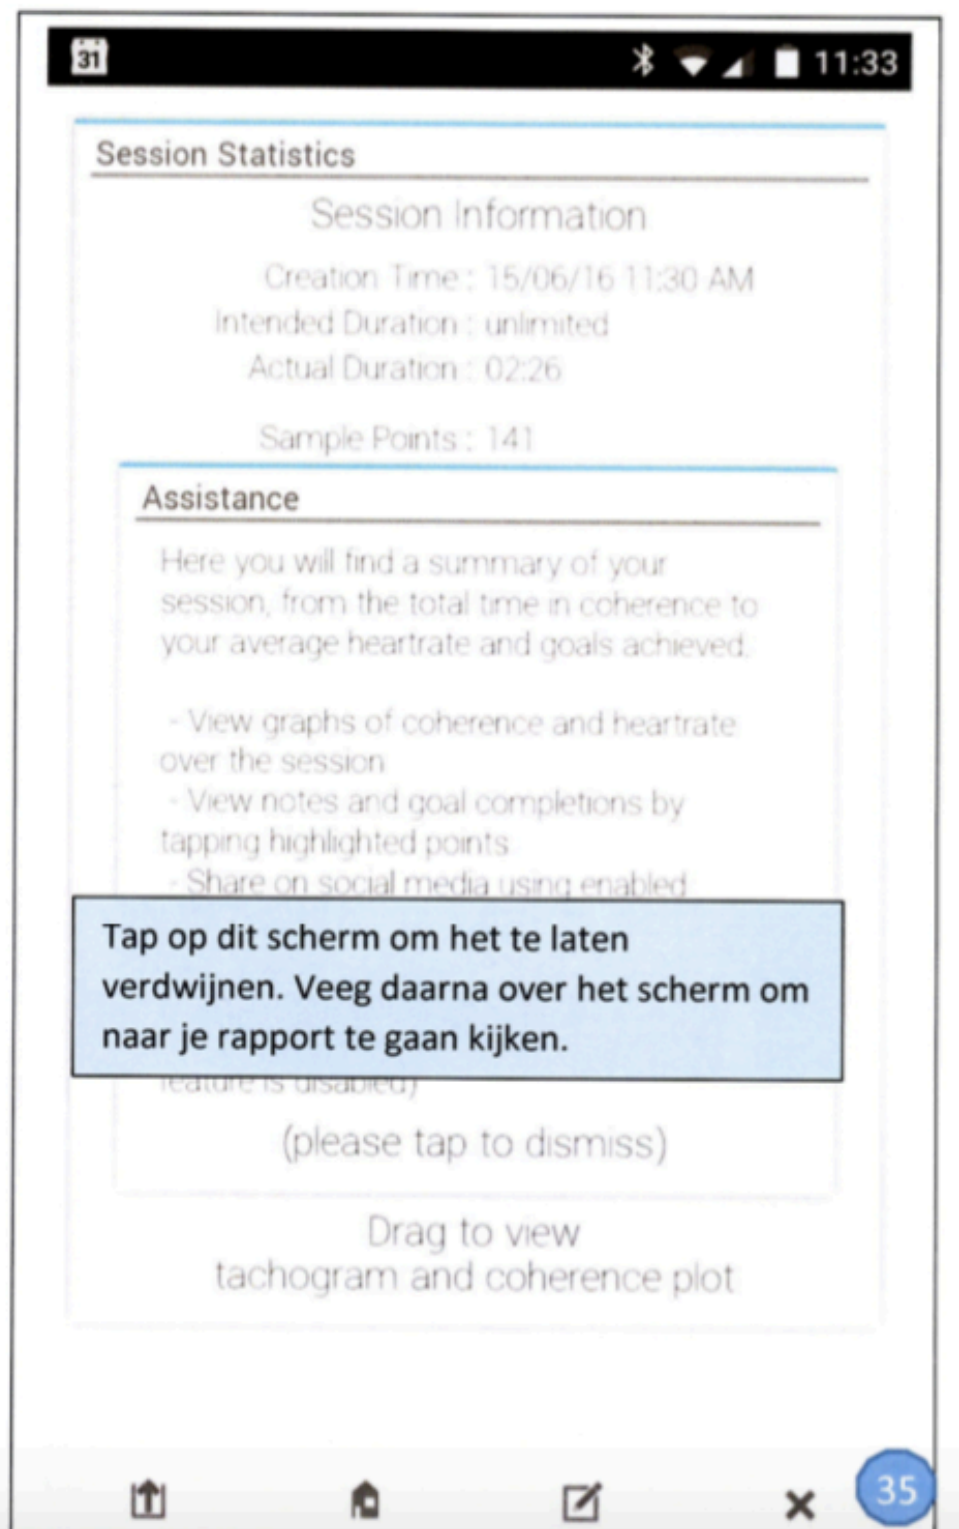 31
11:33
Session Statistics
Session Information
Creation Time : 15/06/16 11:30 AM
Intended Duration : unlimited
Actual Duration : 02:26
Sample Points : 141
Assistance
Here you will find a summary of your
session, from the total time in coherence to
your average heartrate and goals achieved.
- View graphs of coherence and heartrate
over the session
- View notes and goal completions by
tapping highlighted points
- Share on social media using enabled
Tap op dit scherm om het te laten
verdwijnen. Veeg daarna over het scherm om
naar je rapport te gaan kijken.
feature is disabled)
(please tap to dismiss)
Drag to view
tachogram and coherence plot
35